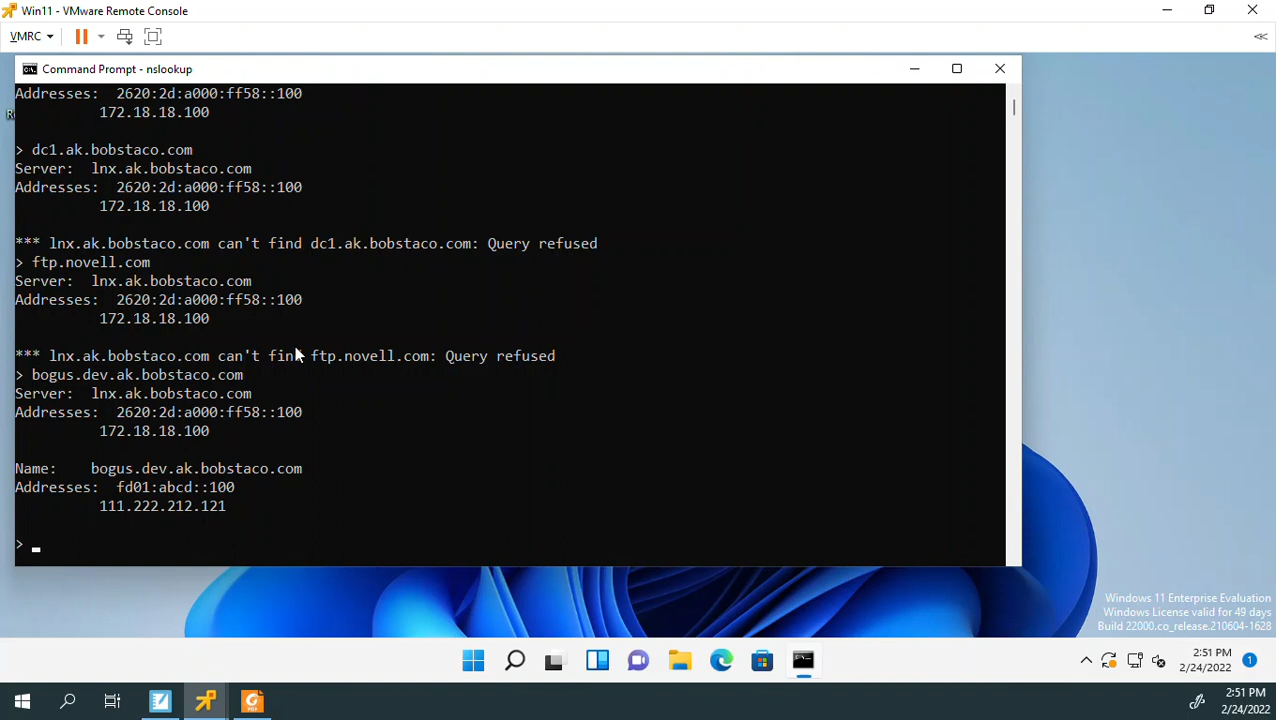 Win11 - VMware Remote Console
VMRC
Command Prompt - nslookup
Addresses:  2620:2d:a000:ff58::100
172.18.18.100
> dc1.ak.bobstaco.com
Server:  lnx.ak.bobstaco.com
Addresses:  2620:2d:a000:ff58::100
172.18.18.100
*** lnx.ak.bobstaco.com can't find dc1.ak.bobstaco.com: Query refused
> ftp.novell.com
Server:  lnx.ak.bobstaco.com
Addresses:  2620:2d:a000:ff58::100
172.18.18.100
*** lnx.ak.bobstaco.com can't find ftp.novell.com: Query refused
> bogus.dev.ak.bobstaco.com
Server:  lnx.ak.bobstaco.com
Addresses:  2620:2d:a000:ff58::100
172.18.18.100
Name:    bogus.dev.ak.bobstaco.com
Addresses:  fd01:abcd::100
111.222.212.121
>
Windows 11 Enterprise Evaluation
Windows License valid for 49 days
Build 22000.co_release.210604-1628
2:51 PM
2/24/2022
1
2:51 PM
2/24/2022